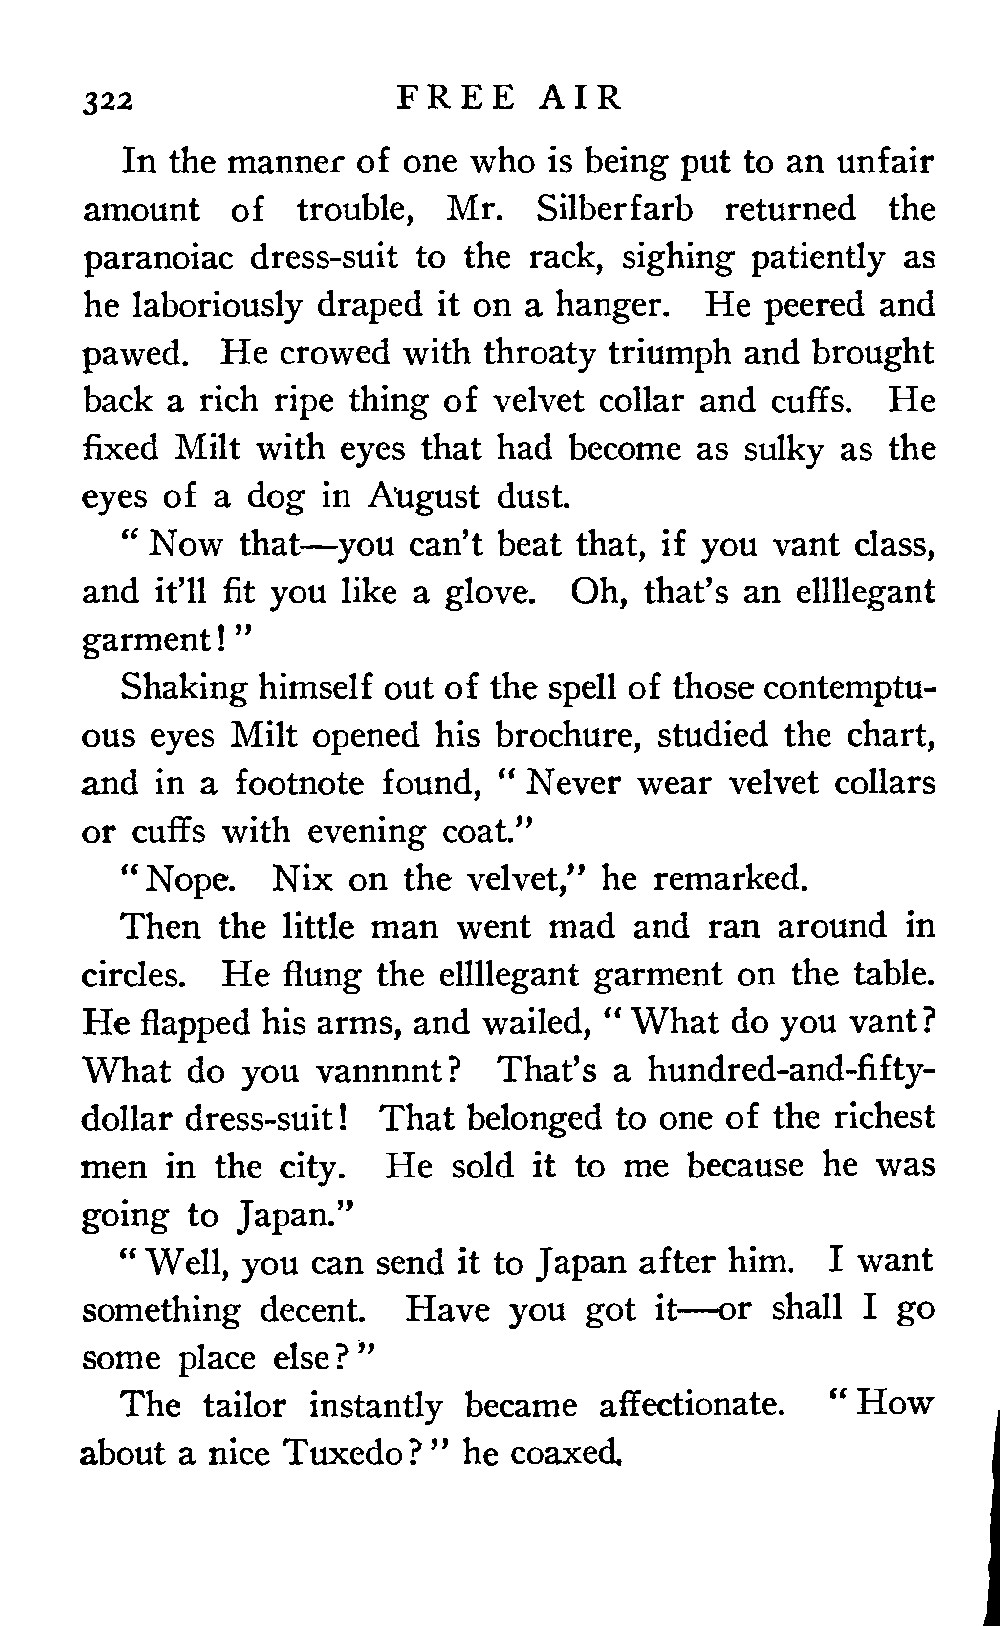 322 FREE AIR
In the manner of one who is being put to an unfair
amount of trouble, Mr. Silberfarb returned the
paranoiac dress-suit to the rack, sighing patiently as
he laboriously draped it on a hanger. He peered and
pawed. He crowed with throaty triumph and brought
back a rich ripe thing of velvet collar and cuffs. He
fixed Milt with eyes that had become as sulky as the
eyes of a dog in August dust.
" Now that—you can't beat that, if you vant class,
and it'll fit you like a glove. Oh, that's an ellllegant
garment! "
Shaking himself out of the spell of those contemptu-
ous eyes Milt opened his brochure, studied the chart,
and in a footnote found, " Never wear velvet collars
or cuffs with evening coat."
" Nope. Nix on the velvet," he remarked.
Then the little man went mad and ran around in
circles. He flung the ellllegant garment on the table.
He flapped his arms, and wailed, " What do you vant?
What do you vannnnt? That's a hundred-and-fifty-
dollar dress-suit! That belonged to one of the richest
men in the city. He sold it to me because he was
going to Japan."
" Well, you can send it to Japan after him. I want
something decent. Have you got it—or shall I go
some place else? "
The tailor instantly became affectionate. " How
about a nice Tuxedo? " he coaxed.